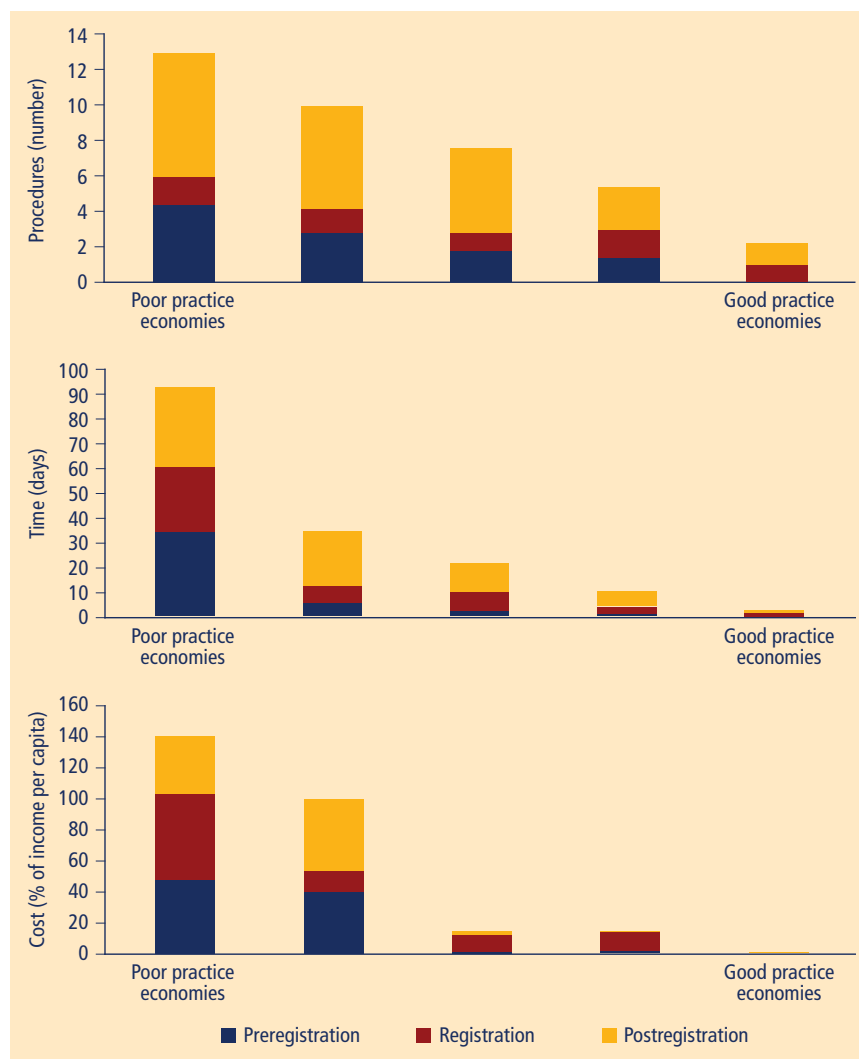 Procedures (number)
14
12
10
8
6
4
2
0
Poor practice
economies
Good practice
economies
Time (days)
100
90
80
70
60
50
40
30
20
10
0
Poor practice
economies
Good practice
economies
Cost (% of income per capita)
160
140
120
100
80
60
40
20
0
Poor practice
economies
Good practice
economies
Preregistration
Registration
Postregistration